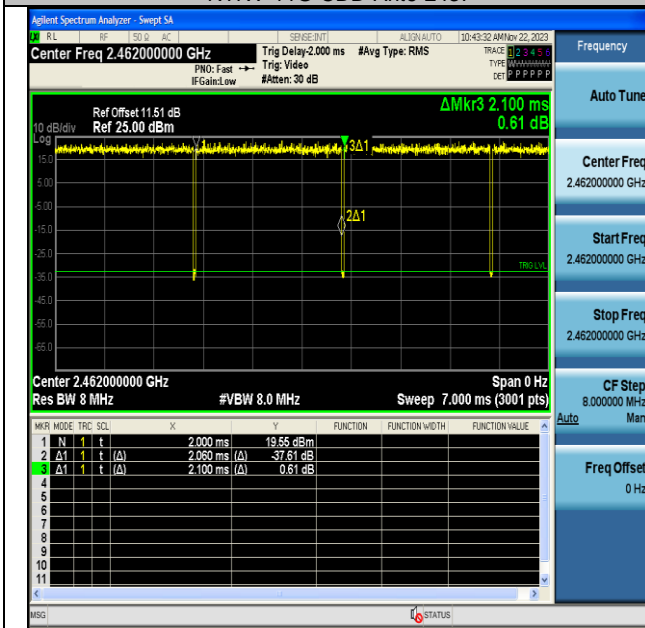 Agilent Spectrum Analyzer - Swept SA
RL RF 50 Ω AC SENSE:INT ALIGN AUTO 10:43:32 AM Nov 22, 2023
Center Freq 2.462000000 GHz
PNO: Fast
IFGain:Low
Trig Delay-2.000 ms
Trig: Video
#Atten: 30 dB
#Avg Type: RMS
TRACE 1 2 3 4 5 6
TYPE
DET P P P P P P
Ref Offset 11.51 dB
10 dB/div Ref 25.00 dBm
Log
ΔMkr3 2.100 ms
0.61 dB
15.0
5.00
-5.00
-15.0
-25.0
-35.0
-45.0
-55.0
-65.0
1
3Δ1
2Δ1
TRIG LVL
Center 2.462000000 GHz Span 0 Hz
Res BW 8 MHz #VBW 8.0 MHz Sweep 7.000 ms (3001 pts)
MKR MODE TRC SCL X Y FUNCTION FUNCTION WIDTH FUNCTION VALUE
1 N 1 t 2.000 ms 19.55 dBm
2 Δ1 1 t (Δ) 2.060 ms (Δ) -37.61 dB
3 Δ1 1 t (Δ) 2.100 ms (Δ) 0.61 dB
4
5
6
7
8
9
10
11
MSG STATUS
Frequency
Auto Tune
Center Freq
2.462000000 GHz
Start Freq
2.462000000 GHz
Stop Freq
2.462000000 GHz
CF Step
8.000000 MHz
Auto Man
Freq Offset
0 Hz